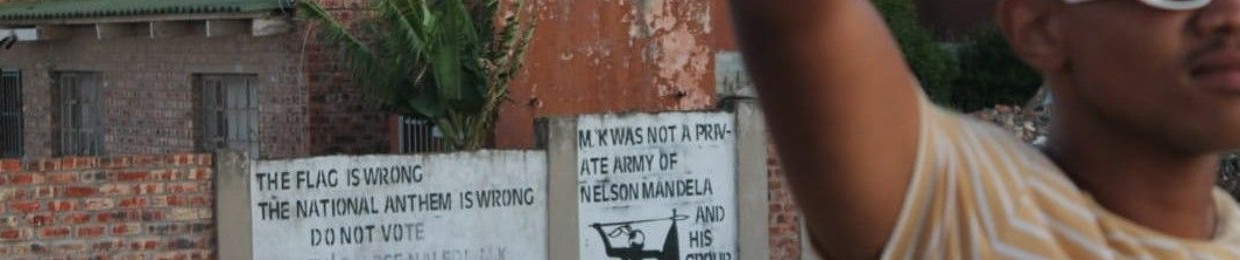 THE FLAG IS WRONG
THE NATIONAL ANTHEM IS WRONG
DO NOT VOTE
M.K WAS NOT A PRIV-
ATE ARMY OF
NELSON MANDELA
AND
HIS
GROUP